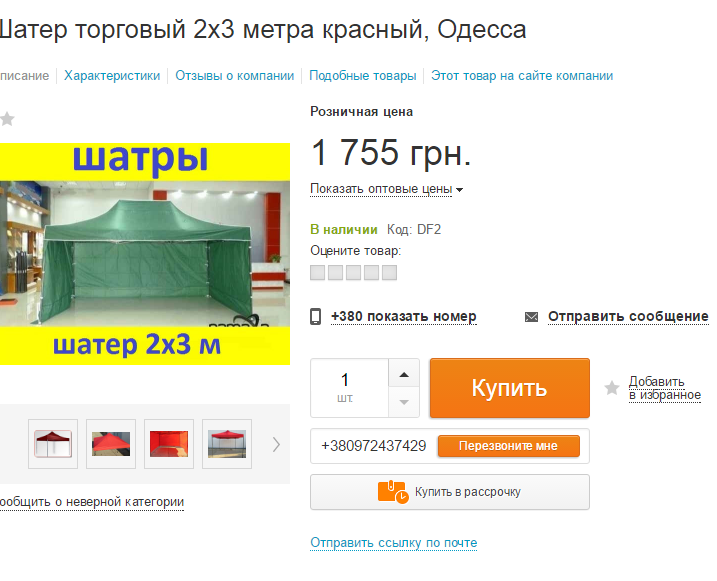 Шатер торговый 2х3 метра красный, Одесса
писание
Характеристики
Отзывы о компании
Подобные товары
Этот товар на сайте компании
шатры
шатер 2х3 м
ообщить о неверной категории
Розничная цена
1 755 грн.
Показать оптовые цены
В наличии Код: DF2
Оцените товар:
+380 показать номер
Отправить сообщение
1
шт.
Купить
Добавить
в избранное
+380972437429
Перезвоните мне
Купить в рассрочку
Отправить ссылку по почте